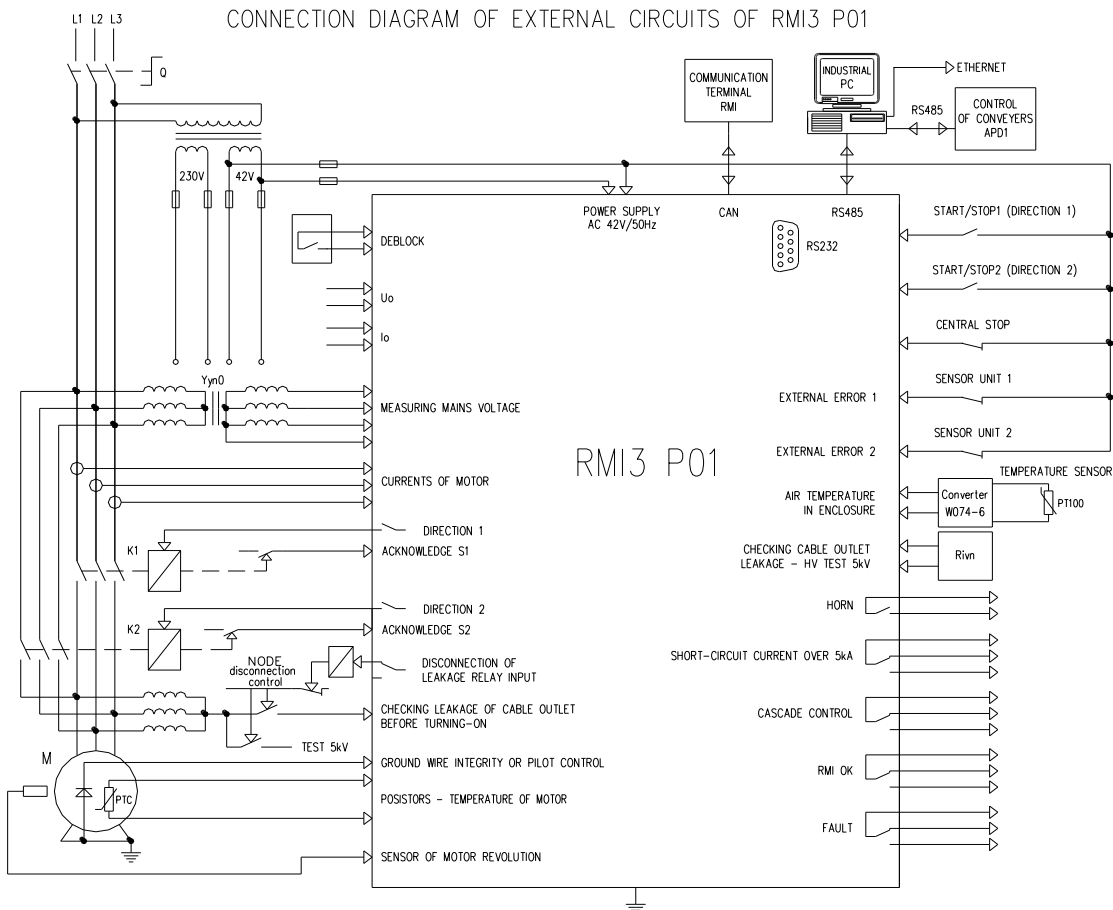 CONNECTION DIAGRAM OF EXTERNAL CIRCUITS OF RMI3 P01
L1 L2 L3
Q
COMMUNICATION
TERMINAL
RMI
INDUSTRIAL
PC
ETHERNET
RS485
CONTROL
OF CONVEYERS
APD1
230V
42V
POWER SUPPLY
AC 42V/50Hz
CAN
RS485
RS232
DEBLOCK
Uo
Io
Yyn0
MEASURING MAINS VOLTAGE
CURRENTS OF MOTOR
RMI3 P01
START/STOP1 (DIRECTION 1)
START/STOP2 (DIRECTION 2)
CENTRAL STOP
SENSOR UNIT 1
EXTERNAL ERROR 1
SENSOR UNIT 2
EXTERNAL ERROR 2
TEMPERATURE SENSOR
AIR TEMPERATURE
IN ENCLOSURE
Converter
W074-6
PT100
CHECKING CABLE OUTLET
LEAKAGE - HV TEST 5kV
Rivn
K1
DIRECTION 1
ACKNOWLEDGE S1
K2
DIRECTION 2
ACKNOWLEDGE S2
NODE
disconnection
control
DISCONNECTION OF
LEAKAGE RELAY INPUT
CHECKING LEAKAGE OF CABLE OUTLET
BEFORE TURNING-ON
TEST 5kV
M
PTC
GROUND WIRE INTEGRITY OR PILOT CONTROL
POSISTORS - TEMPERATURE OF MOTOR
SENSOR OF MOTOR REVOLUTION
HORN
SHORT-CIRCUIT CURRENT OVER 5kA
CASCADE CONTROL
RMI OK
FAULT